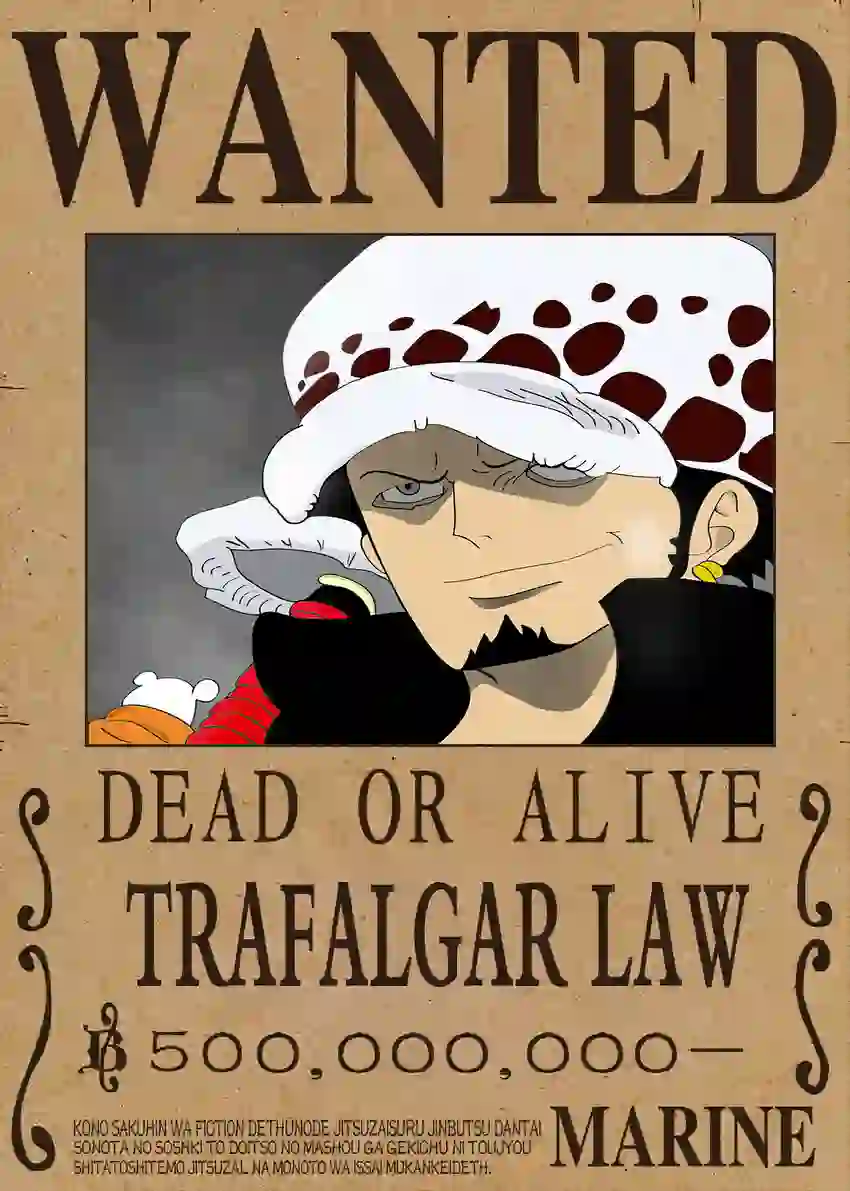 WANTED
DEAD OR ALIVE
TRAFALGAR LAW
฿ 500,000,000—
KONO SAKUHIN WA FICTION DETHUNODE JITSUZAISURU JINBUTSU DANTAI
SONOTA NO SOSHKI TO DOITSO NO MASHOU GA GEKICHU NI TOUJYOU
SHITATOSHITEMO JITSUZAL NA MONOTO WA ISSAI MUKANKEIDETH.
MARINE